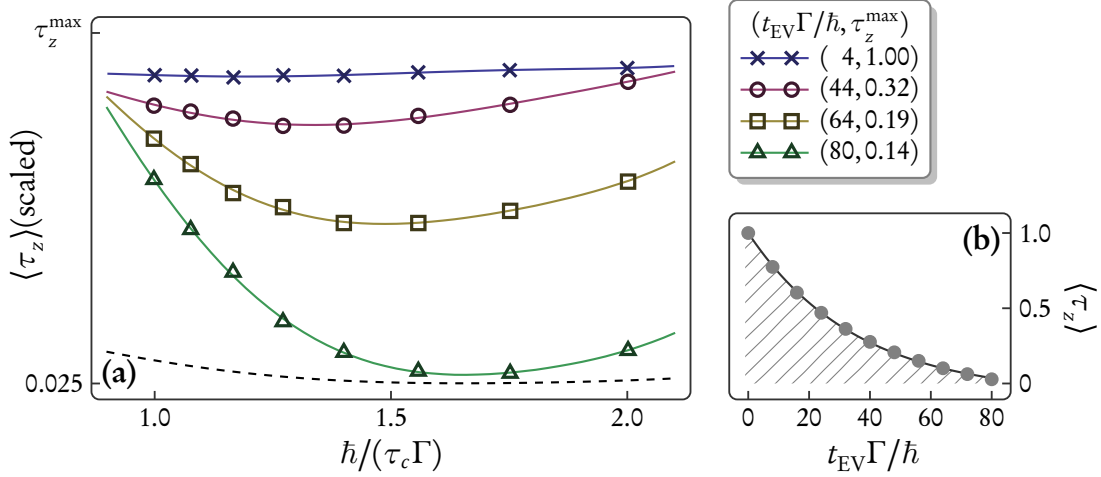 τ_z^max
⟨τ_z⟩(scaled)
0.025
(a)
1.0 1.5 2.0
ħ/(τ_cΓ)
(t_EVΓ/ħ, τ_z^max)
( 4,1.00)
(44,0.32)
(64,0.19)
(80,0.14)
(b)
1.0
0.5
0
⟨τ_z⟩
0 20 40 60 80
t_EVΓ/ħ